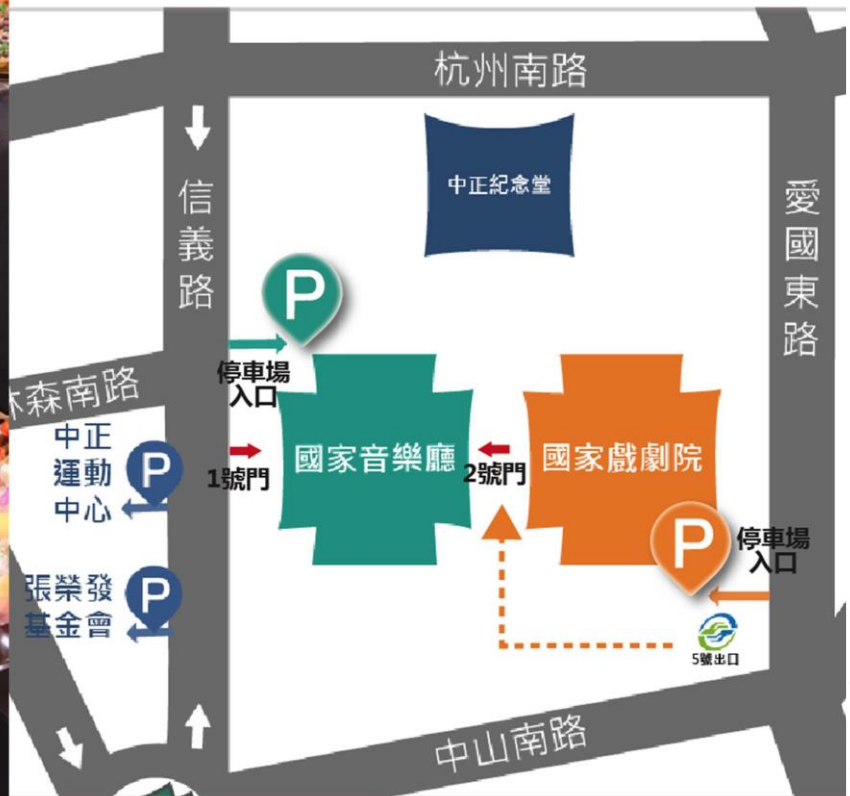 杭州南路
中正紀念堂
信
義
路
愛
國
東
路
P
停車場
入口
林森南路
中正
運動
中心
P
1號門
國家音樂廳
2號門
國家戲劇院
P
停車場
入口
張榮發
基金會
P
5號出口
中山南路